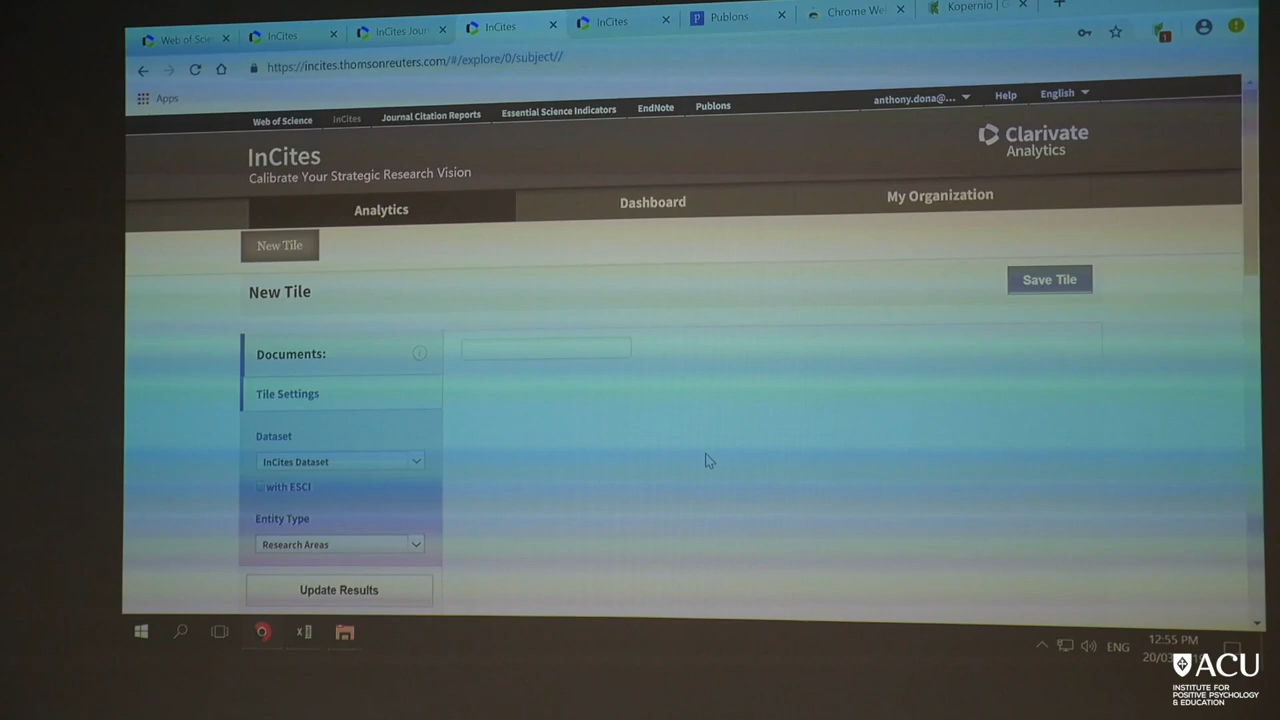 Web of Scie
InCites
InCites Jour
InCites
InCites
Publons
Chrome We
Kopernio |
https://incites.thomsonreuters.com/#/explore/0/subject//
1
Apps
Web of Science
InCites
Journal Citation Reports
Essential Science Indicators
EndNote
Publons
anthony.dona@...
Help
English
InCites
Calibrate Your Strategic Research Vision
Clarivate
Analytics
Analytics
Dashboard
My Organization
New Tile
New Tile
Save Tile
Documents:
Tile Settings
Dataset
InCites Dataset
with ESCI
Entity Type
Research Areas
Update Results
ENG
12:55 PM
ACU
INSTITUTE FOR
POSITIVE PSYCHOLOGY
& EDUCATION